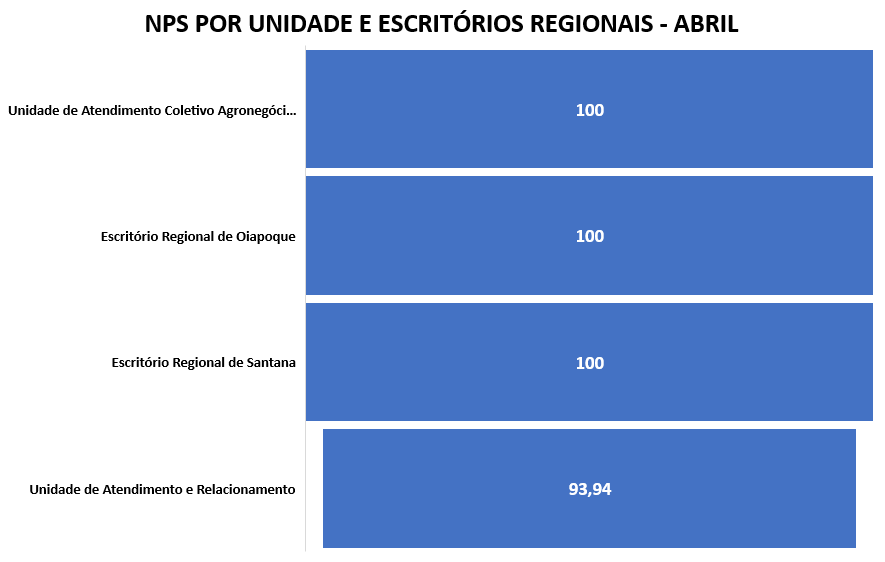 NPS POR UNIDADE E ESCRITÓRIOS REGIONAIS - ABRIL
Unidade de Atendimento Coletivo Agronegóci...
100
Escritório Regional de Oiapoque
100
Escritório Regional de Santana
100
Unidade de Atendimento e Relacionamento
93,94